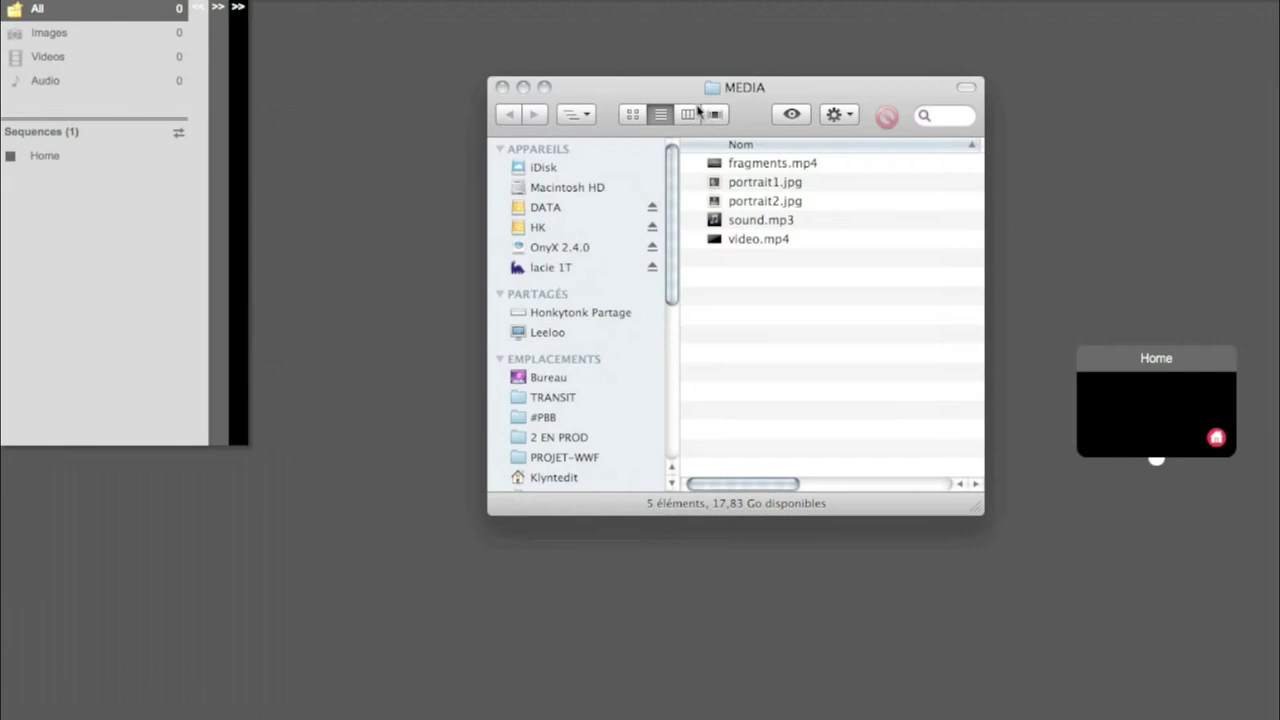 All 0 << >> >>
Images 0
Videos 0
Audio 0
Sequences (1)
Home
MEDIA
APPAREILS
iDisk
Macintosh HD
DATA
HK
OnyX 2.4.0
lacie 1T
PARTAGÉS
Honkytonk Partage
Leeloo
EMPLACEMENTS
Bureau
TRANSIT
#PBB
2 EN PROD
PROJET-WWF
Klyntedit
Nom
fragments.mp4
portrait1.jpg
portrait2.jpg
sound.mp3
video.mp4
5 éléments, 17,83 Go disponibles
Home